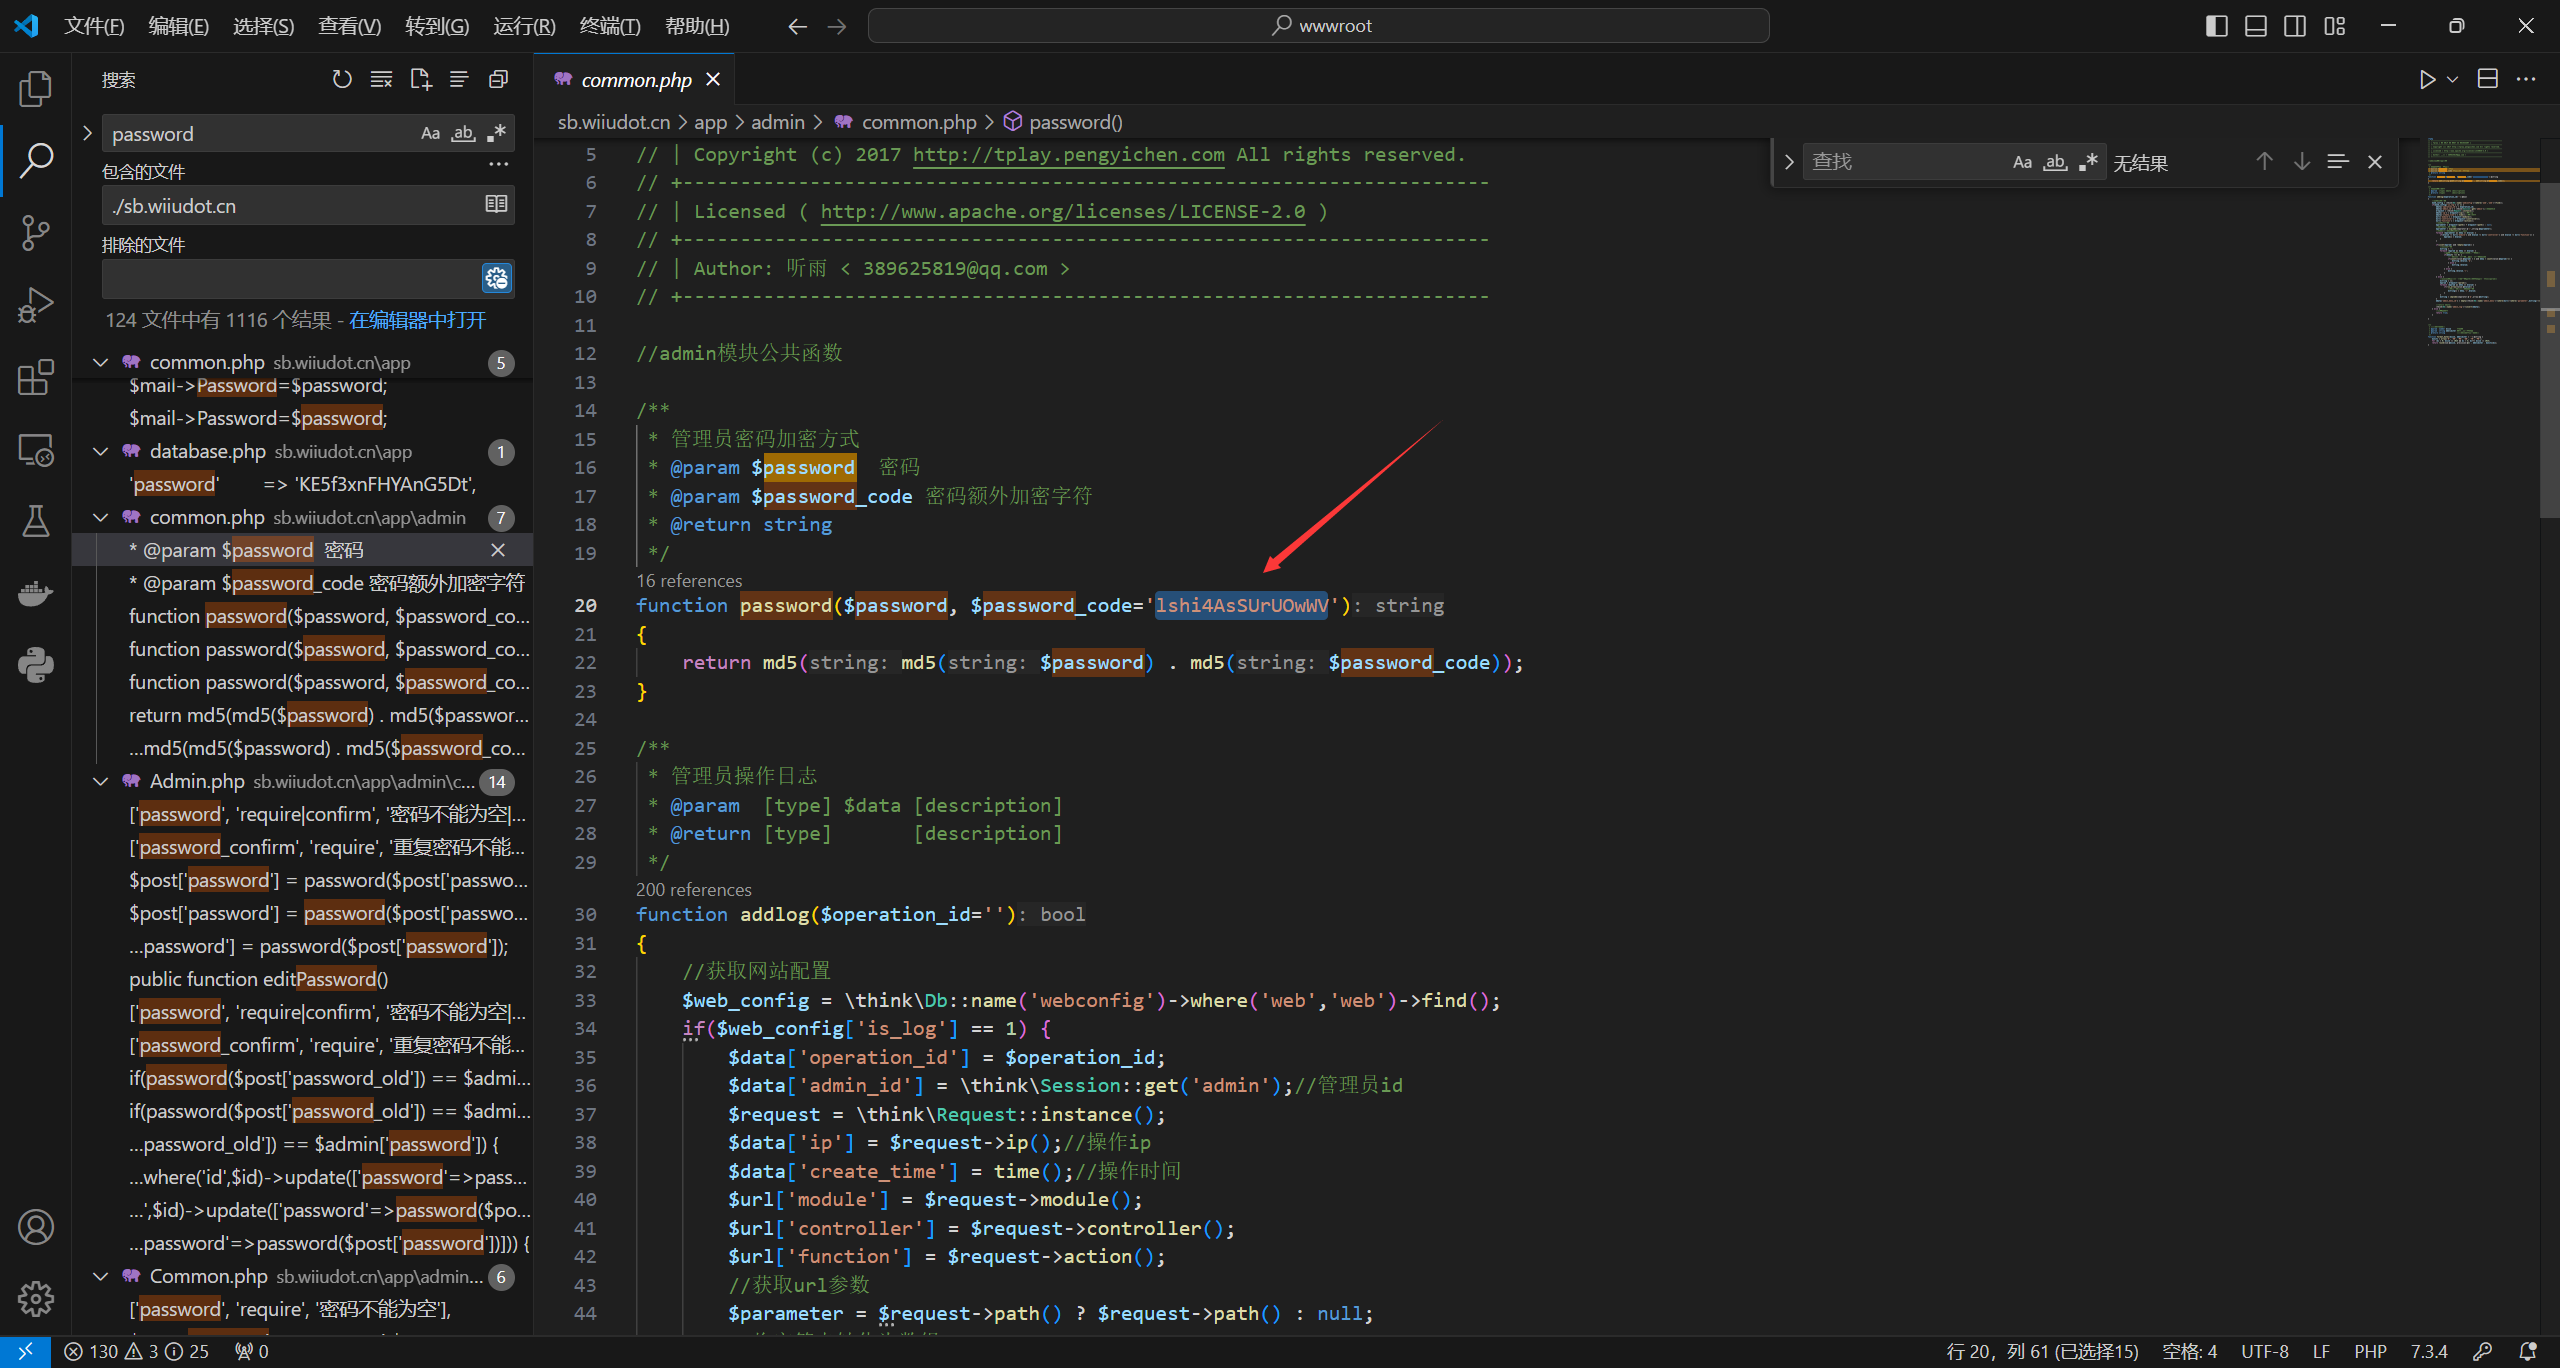 文件(F) 编辑(E) 选择(S) 查看(V) 转到(G) 运行(R) 终端(T) 帮助(H)
wwwroot
搜索
password
Aa ab, .*
包含的文件
./sb.wiiudot.cn
排除的文件
124 文件中有 1116 个结果 - 在编辑器中打开
common.php sb.wiiudot.cn\app 5
$mail->Password=$password;
$mail->Password=$password;
database.php sb.wiiudot.cn\app 1
'password' => 'KE5f3xnFHYAnG5Dt',
common.php sb.wiiudot.cn\app\admin 7
* @param $password 密码
* @param $password_code 密码额外加密字符
function password($password, $password_co...
function password($password, $password_co...
function password($password, $password_co...
return md5(md5($password) . md5($passwor...
...md5(md5($password) . md5($password_co...
Admin.php sb.wiiudot.cn\app\admin\c... 14
['password', 'require|confirm', '密码不能为空|...
['password_confirm', 'require', '重复密码不能...
$post['password'] = password($post['passwo...
$post['password'] = password($post['passwo...
...password'] = password($post['password']);
public function editPassword()
['password', 'require|confirm', '密码不能为空|...
['password_confirm', 'require', '重复密码不能...
if(password($post['password_old']) == $admi...
if(password($post['password_old']) == $admi...
...password_old']) == $admin['password']) {
...where('id',$id)->update(['password'=>pass...
...',$id)->update(['password'=>password($po...
...password'=>password($post['password'])])) {
Common.php sb.wiiudot.cn\app\admin... 6
['password', 'require', '密码不能为空'],
common.php
sb.wiiudot.cn > app > admin > common.php > password()
查找 Aa ab, .* 无结果
5 // | Copyright (c) 2017 http://tplay.pengyichen.com All rights reserved.
6 // +----------------------------------------------------------------------
7 // | Licensed ( http://www.apache.org/licenses/LICENSE-2.0 )
8 // +----------------------------------------------------------------------
9 // | Author: 听雨 < 389625819@qq.com >
10 // +----------------------------------------------------------------------
11
12 //admin模块公共函数
13
14 /**
15 * 管理员密码加密方式
16 * @param $password 密码
17 * @param $password_code 密码额外加密字符
18 * @return string
19 */
16 references
20 function password($password, $password_code='lshi4AsSUrUOwWV'): string
21 {
22 return md5(string: md5(string: $password) . md5(string: $password_code));
23 }
24
25 /**
26 * 管理员操作日志
27 * @param [type] $data [description]
28 * @return [type] [description]
29 */
200 references
30 function addlog($operation_id=''): bool
31 {
32 //获取网站配置
33 $web_config = \think\Db::name('webconfig')->where('web','web')->find();
34 if($web_config['is_log'] == 1) {
35 $data['operation_id'] = $operation_id;
36 $data['admin_id'] = \think\Session::get('admin');//管理员id
37 $request = \think\Request::instance();
38 $data['ip'] = $request->ip();//操作ip
39 $data['create_time'] = time();//操作时间
40 $url['module'] = $request->module();
41 $url['controller'] = $request->controller();
42 $url['function'] = $request->action();
43 //获取url参数
44 $parameter = $request->path() ? $request->path() : null;
130 3 25 0
行 20，列 61 (已选择15) 空格: 4 UTF-8 LF PHP 7.3.4